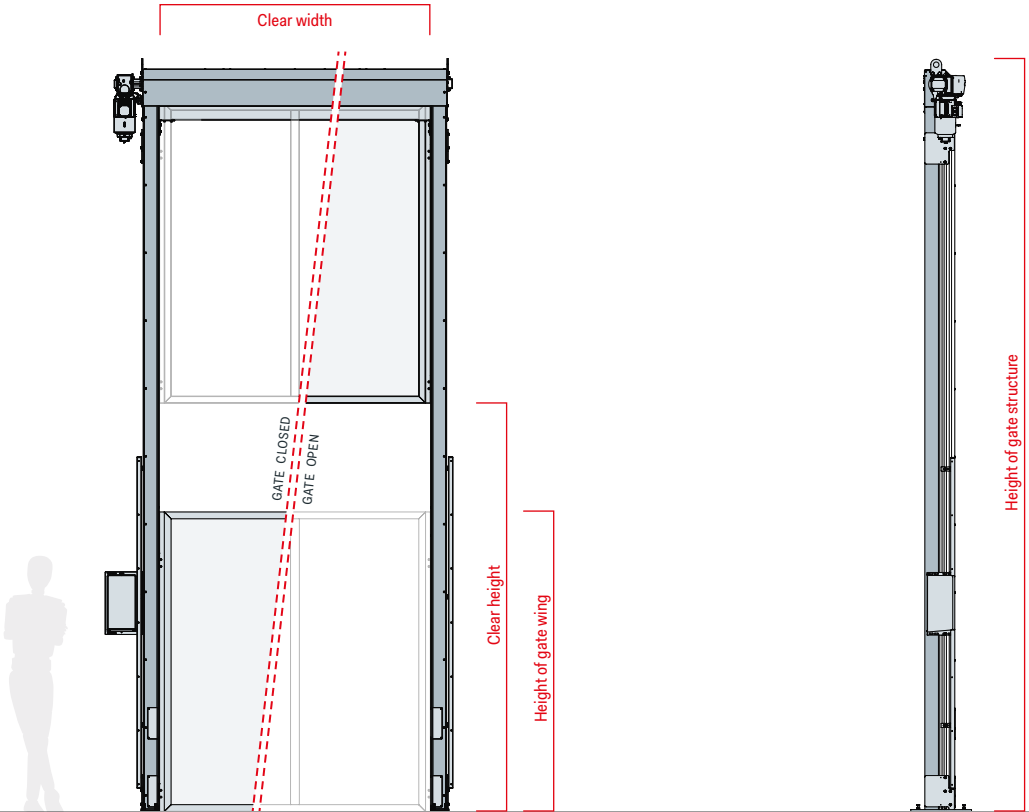 Clear width
GATE CLOSED
GATE OPEN
Clear height
Height of gate wing
Height of gate structure